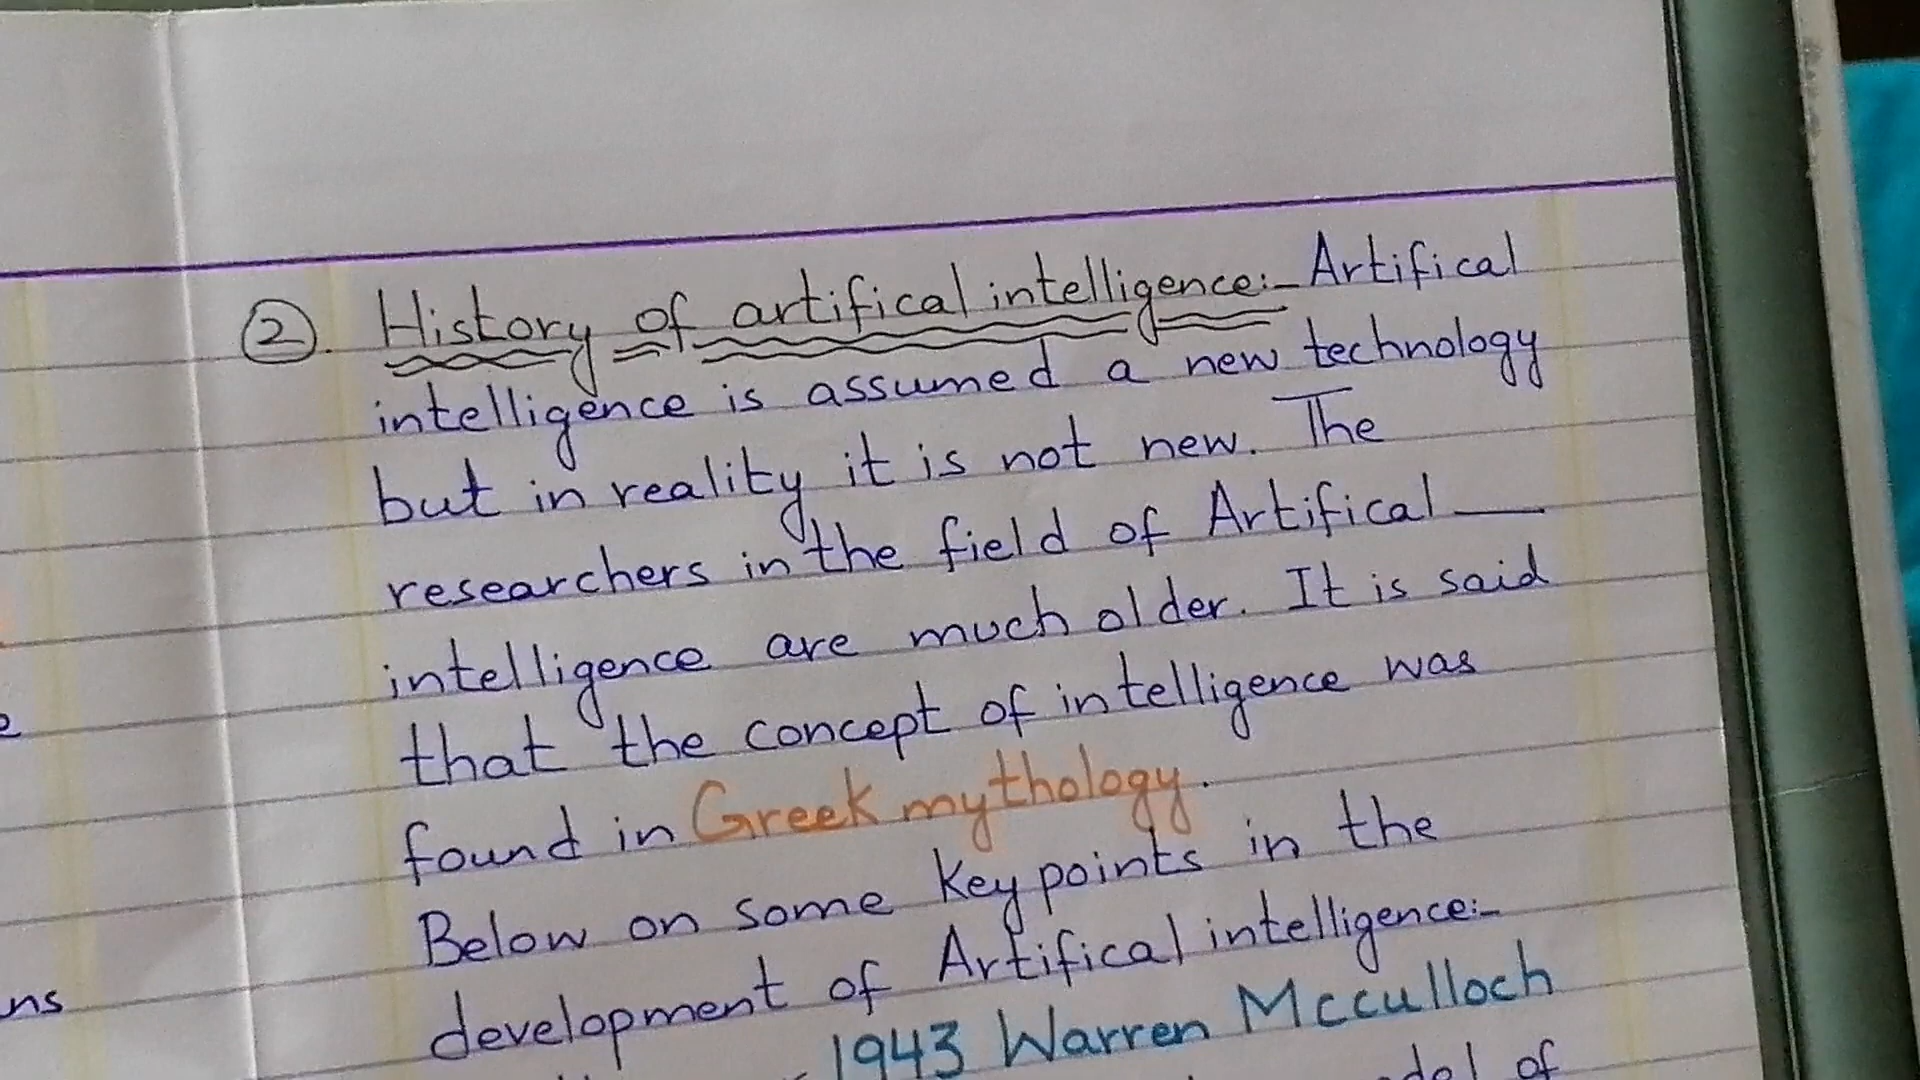 ②. History of artifical intelligence:- Artifical
intelligence is assumed a new technology
but in reality it is not new. The
researchers in the field of Artifical
intelligence are much older. It is said
that the concept of intelligence was
found in Greek mythology.
Below on some key points in the
development of Artifical intelligence:-
ns
1943 Warren Mcculloch
of